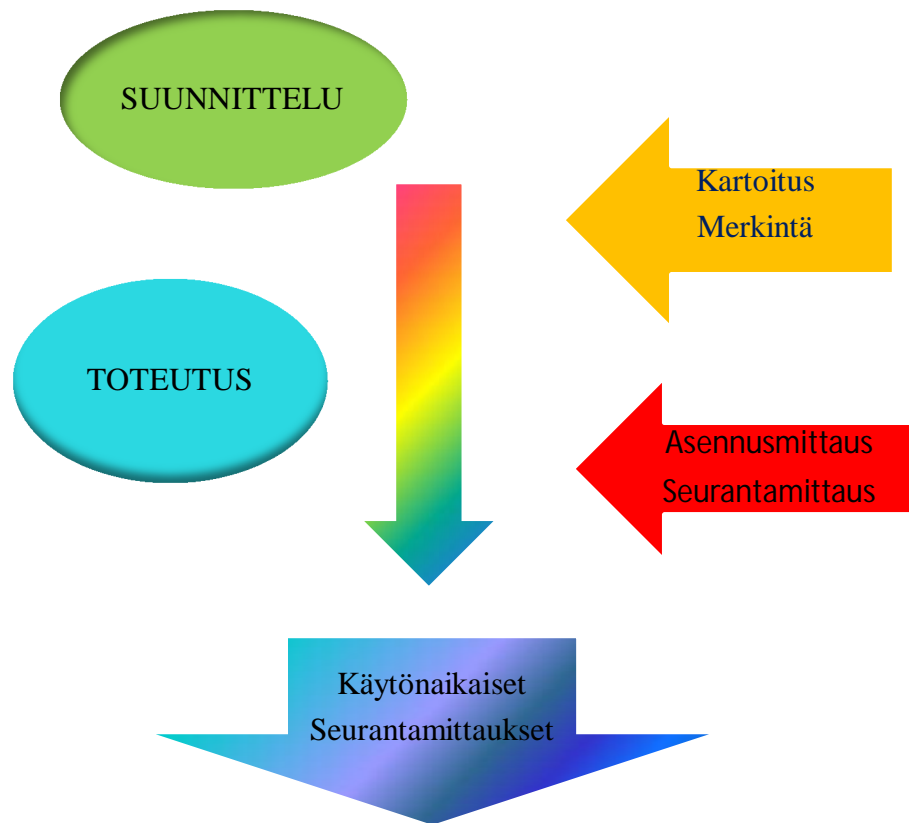 SUUNNITTELU
Kartoitus
Merkintä
TOTEUTUS
Asennusmittaus
Seurantamittaus
Käytönaikaiset
Seurantamittaukset